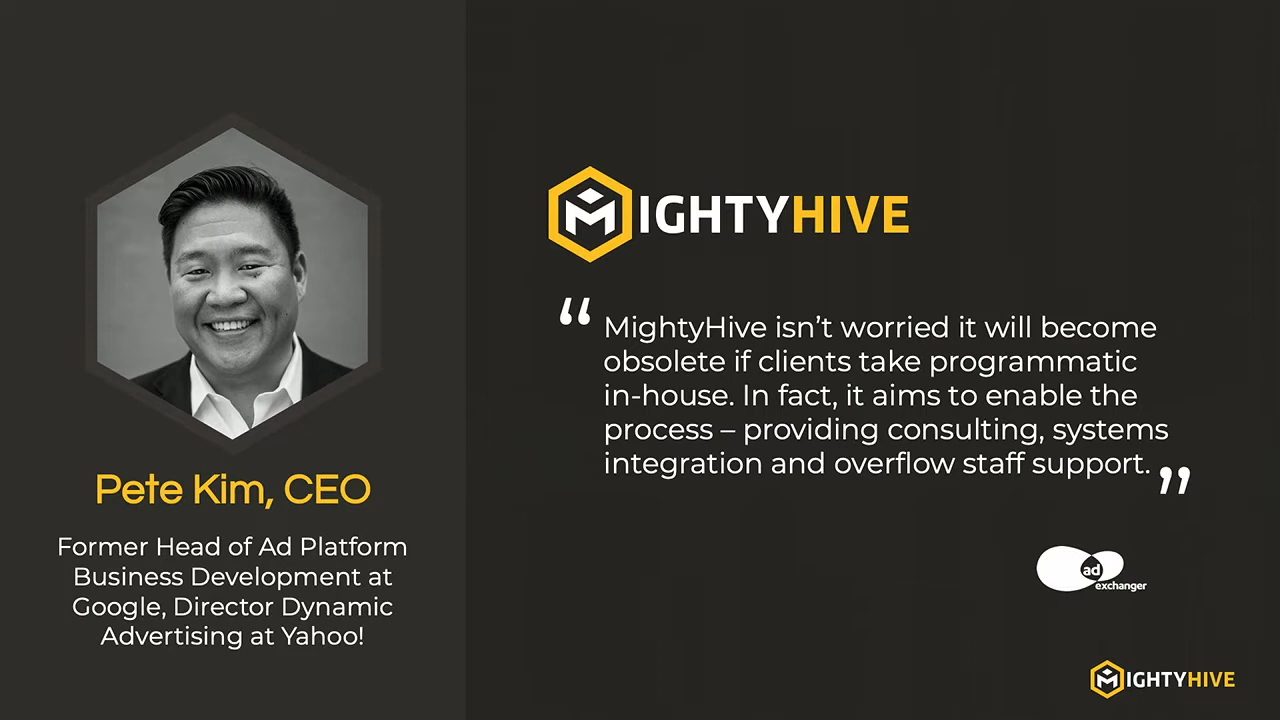 Pete Kim, CEO
Former Head of Ad Platform
Business Development at
Google, Director Dynamic
Advertising at Yahoo!
MIGHTYHIVE
“MightyHive isn’t worried it will become
obsolete if clients take programmatic
in-house. In fact, it aims to enable the
process – providing consulting, systems
integration and overflow staff support.”
ad
exchanger
MIGHTYHIVE